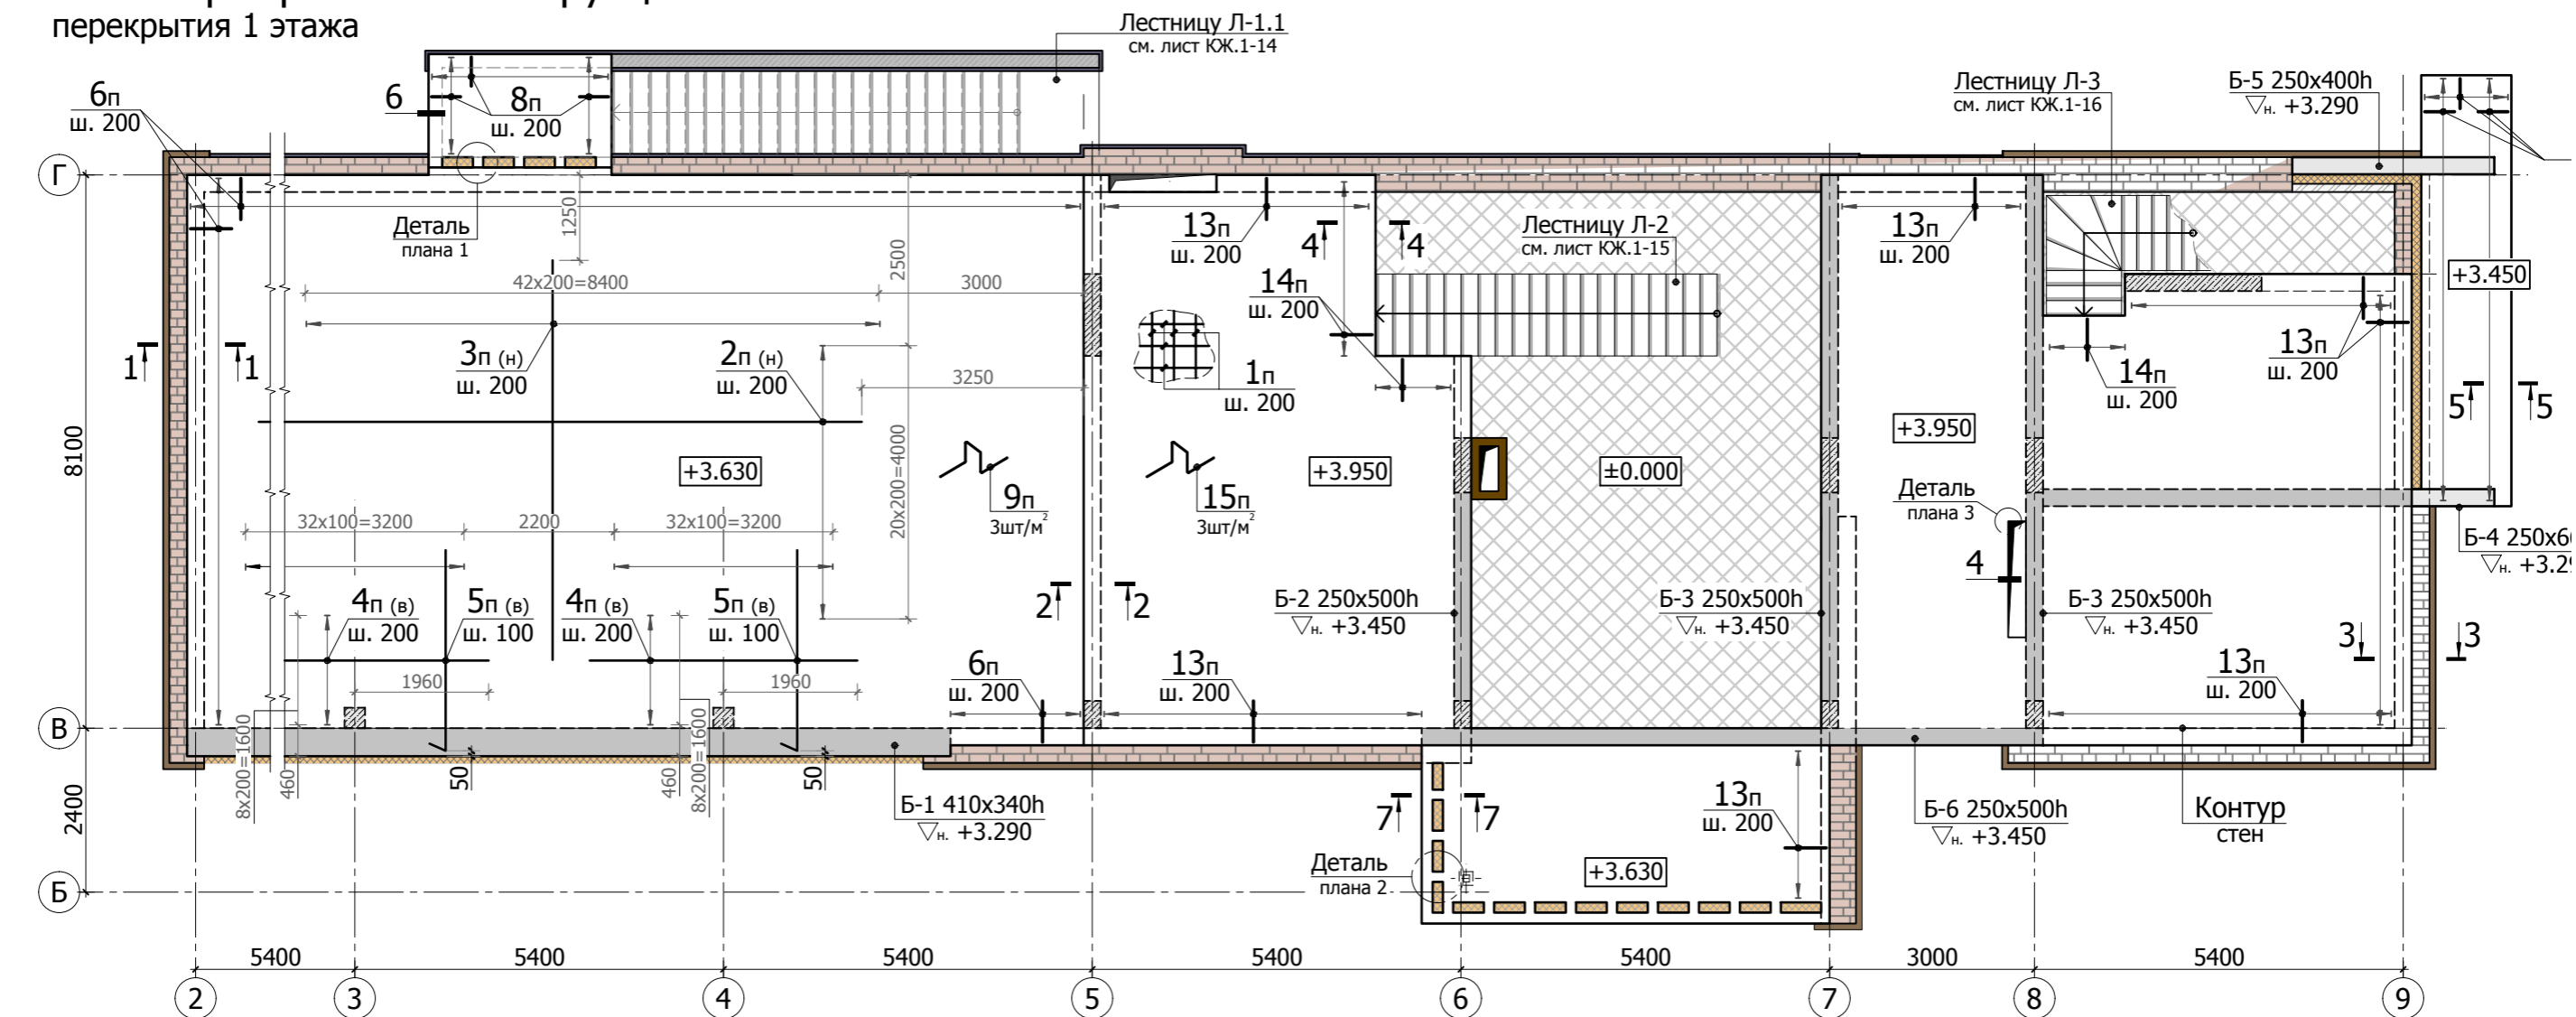 перекрытия 1 этажа
Лестницу Л-1.1
см. лист КЖ.1-14
Лестницу Л-3
см. лист КЖ.1-16
Б-5 250х400h
▽н. +3.290
6п
ш. 200
6
8п
ш. 200
Г
Деталь
плана 1
1250
2500
13п
ш. 200
4
4
Лестницу Л-2
см. лист КЖ.1-15
13п
ш. 200
+3.450
42х200=8400
3000
14п
ш. 200
1
1
3п (н)
ш. 200
2п (н)
ш. 200
3250
1п
ш. 200
13п
ш. 200
14п
ш. 200
5
5
8100
+3.630
9п
3шт/м²
15п
3шт/м²
+3.950
±0.000
+3.950
20х200=4000
Деталь
плана 3
32х100=3200
2200
32х100=3200
4
Б-4 250х
▽н.
4п (в)
ш. 200
5п (в)
ш. 100
4п (в)
ш. 200
5п (в)
ш. 100
2
2
Б-2 250х500h
▽н. +3.450
Б-3 250х500h
▽н. +3.450
Б-3 250х500h
▽н. +3.450
3
3
1960
1960
6п
ш. 200
13п
ш. 200
13п
ш. 200
В
8х200=1600
460
50
460
8х200=1600
50
2400
Б-1 410х340h
▽н. +3.290
7
7
13п
ш. 200
Б-6 250х500h
▽н. +3.450
Контур
стен
Деталь
плана 2
+3.630
Б
5400
5400
5400
5400
5400
3000
5400
2
3
4
5
6
7
8
9